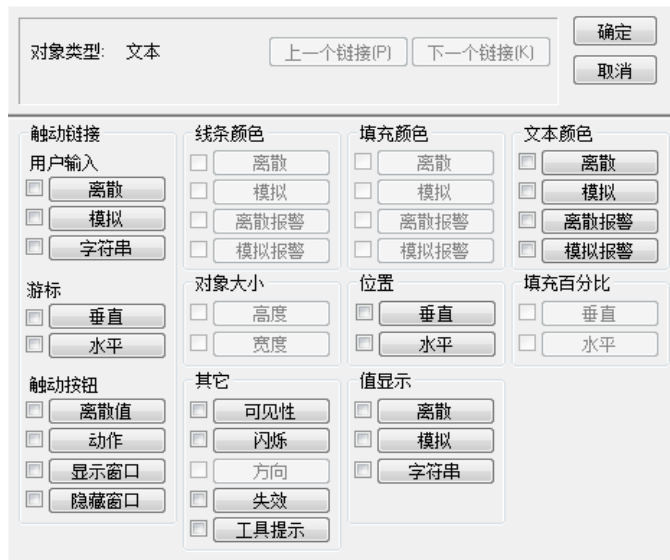 对象类型: 文本
上一个链接(P)
下一个链接(K)
确定
取消
触动链接
用户输入
离散
模拟
字符串
游标
垂直
水平
触动按钮
离散值
动作
显示窗口
隐藏窗口
线条颜色
离散
模拟
离散报警
模拟报警
对象大小
高度
宽度
其它
可见性
闪烁
方向
失效
工具提示
填充颜色
离散
模拟
离散报警
模拟报警
位置
垂直
水平
值显示
离散
模拟
字符串
文本颜色
离散
模拟
离散报警
模拟报警
填充百分比
垂直
水平